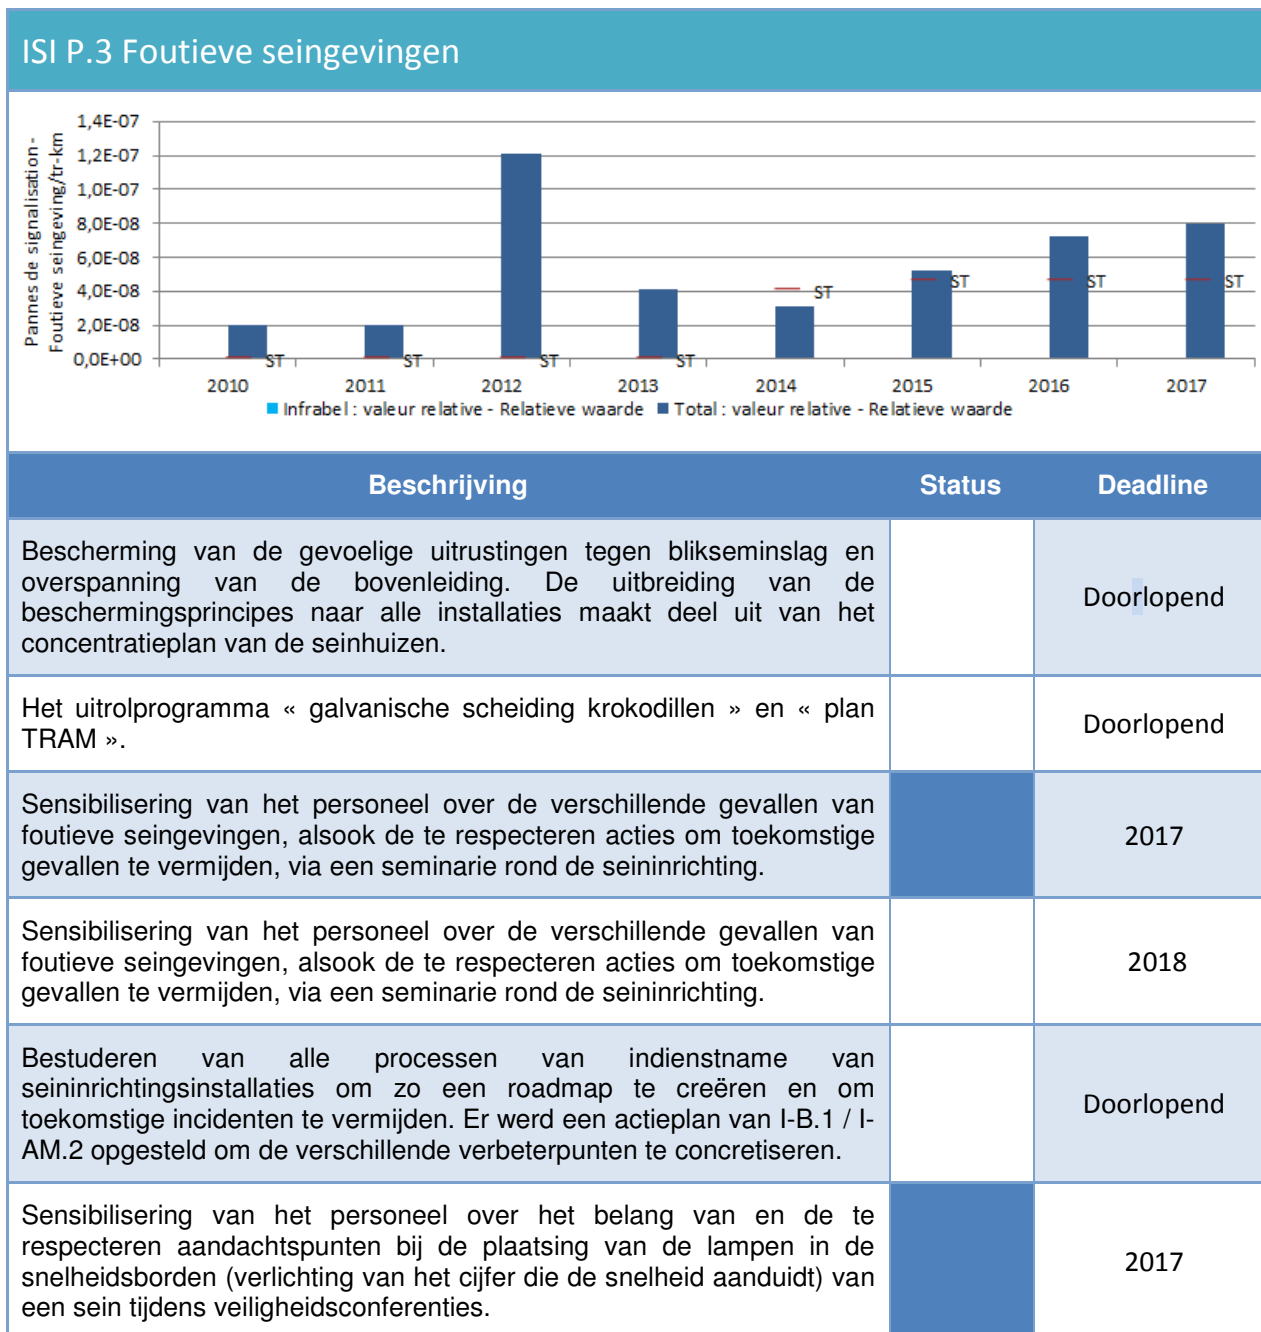 ISI P.3 Foutieve seingevingen
Pannes de signalisation -
Foutieve seingeving/tr-km
1,4E-07
1,2E-07
1,0E-07
8,0E-08
6,0E-08
4,0E-08
2,0E-08
0,0E+00
ST ST ST ST ST ST ST ST
2010 2011 2012 2013 2014 2015 2016 2017
Infrabel : valeur relative - Relatieve waarde Total : valeur relative - Relatieve waarde
Beschrijving Status Deadline
Bescherming van de gevoelige uitrustingen tegen blikseminslag en
overspanning van de bovenleiding. De uitbreiding van de
beschermingsprincipes naar alle installaties maakt deel uit van het
concentratieplan van de seinhuizen.
Doorlopend
Het uitrolprogramma « galvanische scheiding krokodillen » en « plan
TRAM ».
Doorlopend
Sensibilisering van het personeel over de verschillende gevallen van
foutieve seingevingen, alsook de te respecteren acties om toekomstige
gevallen te vermijden, via een seminarie rond de seininrichting.
2017
Sensibilisering van het personeel over de verschillende gevallen van
foutieve seingevingen, alsook de te respecteren acties om toekomstige
gevallen te vermijden, via een seminarie rond de seininrichting.
2018
Bestuderen van alle processen van indienstname van
seininrichtingsinstallaties om zo een roadmap te creëren en om
toekomstige incidenten te vermijden. Er werd een actieplan van I-B.1 / I-
AM.2 opgesteld om de verschillende verbeterpunten te concretiseren.
Doorlopend
Sensibilisering van het personeel over het belang van en de te
respecteren aandachtspunten bij de plaatsing van de lampen in de
snelheidsborden (verlichting van het cijfer die de snelheid aanduidt) van
een sein tijdens veiligheidsconferenties.
2017